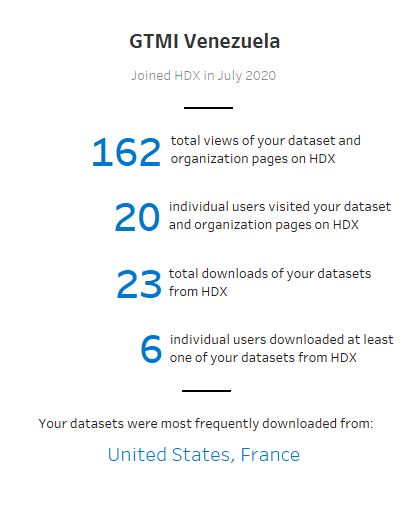 GTMI Venezuela
Joined HDX in July 2020
162 total views of your dataset and
organization pages on HDX
20 individual users visited your dataset
and organization pages on HDX
23 total downloads of your datasets
from HDX
6 individual users downloaded at least
one of your datasets from HDX
Your datasets were most frequently downloaded from:
United States, France